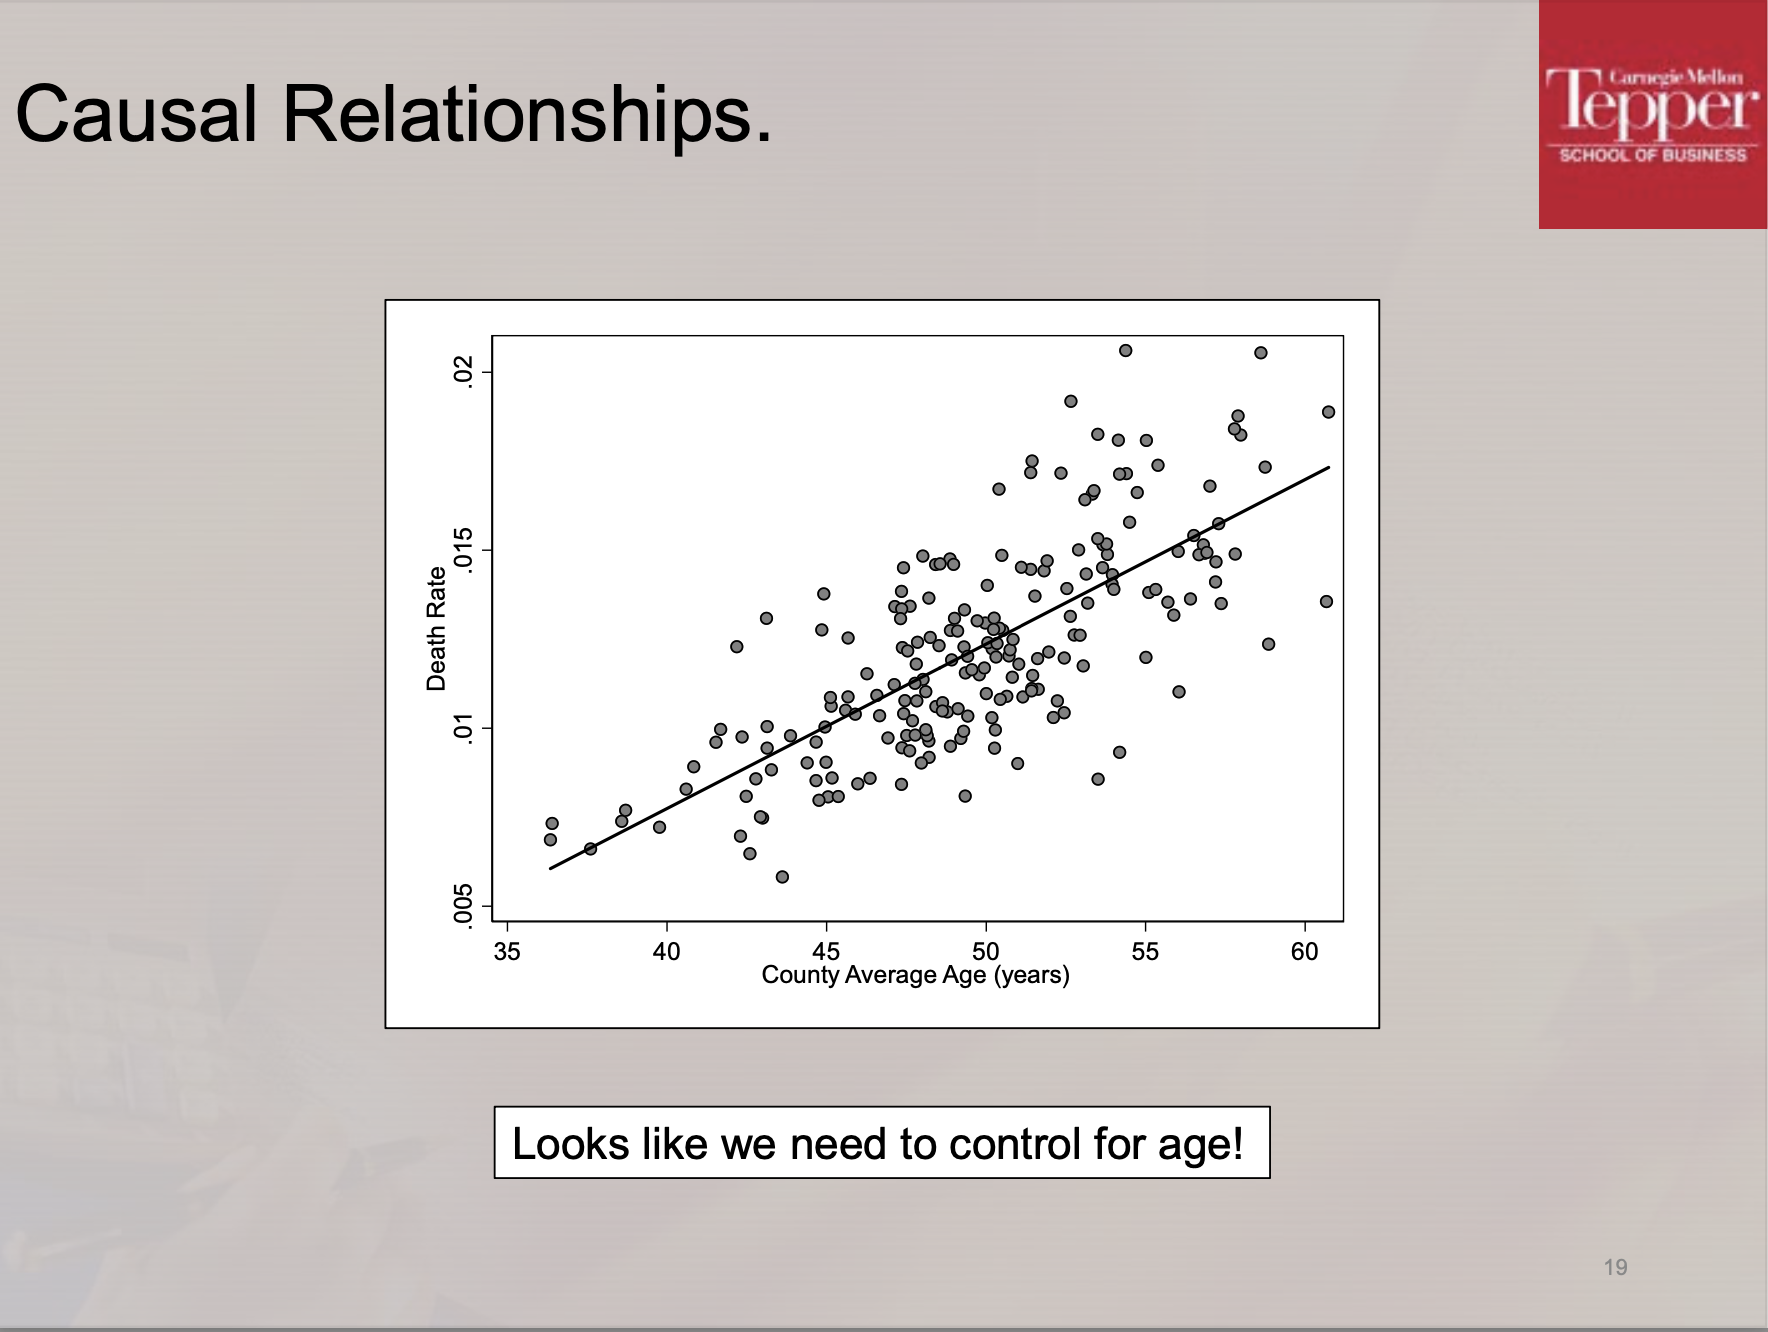 Causal Relationships.
Carnegie Mellon
Tepper
SCHOOL OF BUSINESS
.02
.015
.01
.005
Death Rate
35 40 45 50 55 60
County Average Age (years)
Looks like we need to control for age!
19